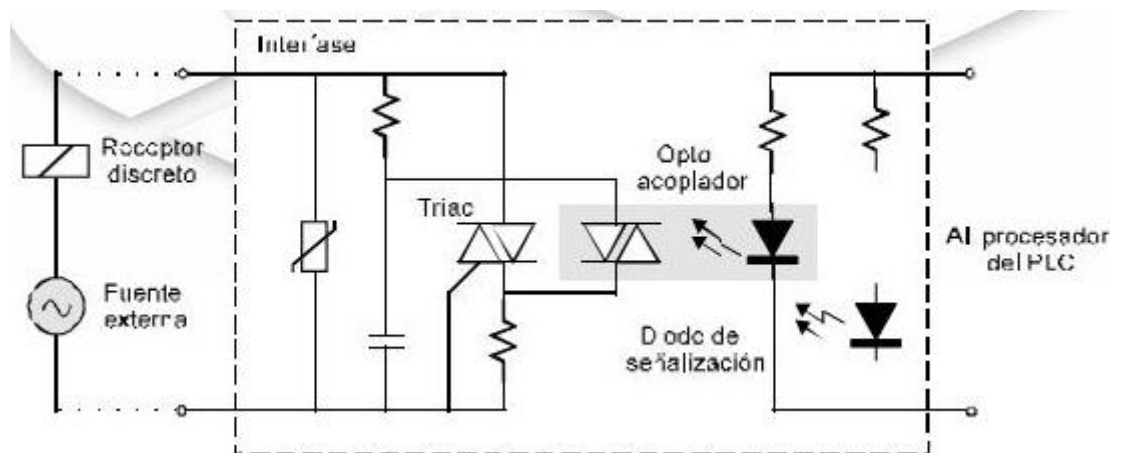 Interfase
Receptor
discreto
Triac
Opto
acoplador
Al procesador
del PLC
Fuente
externa
Diodo de
señalización